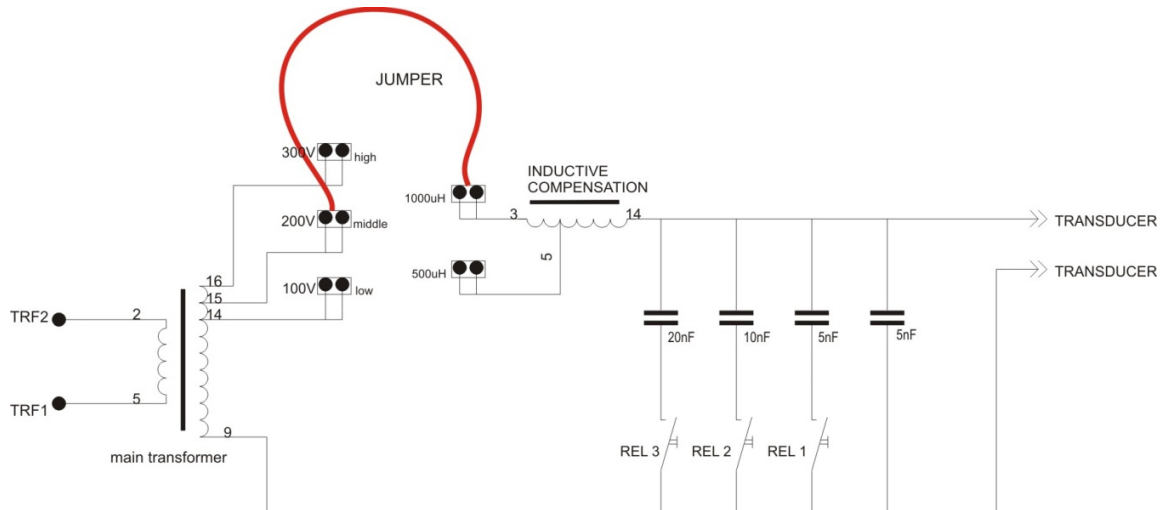 JUMPER
300V
high
INDUCTIVE
COMPENSATION
1000uH
3
14
200V
middle
TRANSDUCER
5
TRANSDUCER
500uH
16
15
14
100V
low
TRF2
2
20nF
10nF
5nF
5nF
TRF1
5
9
main transformer
REL 3
REL 2
REL 1